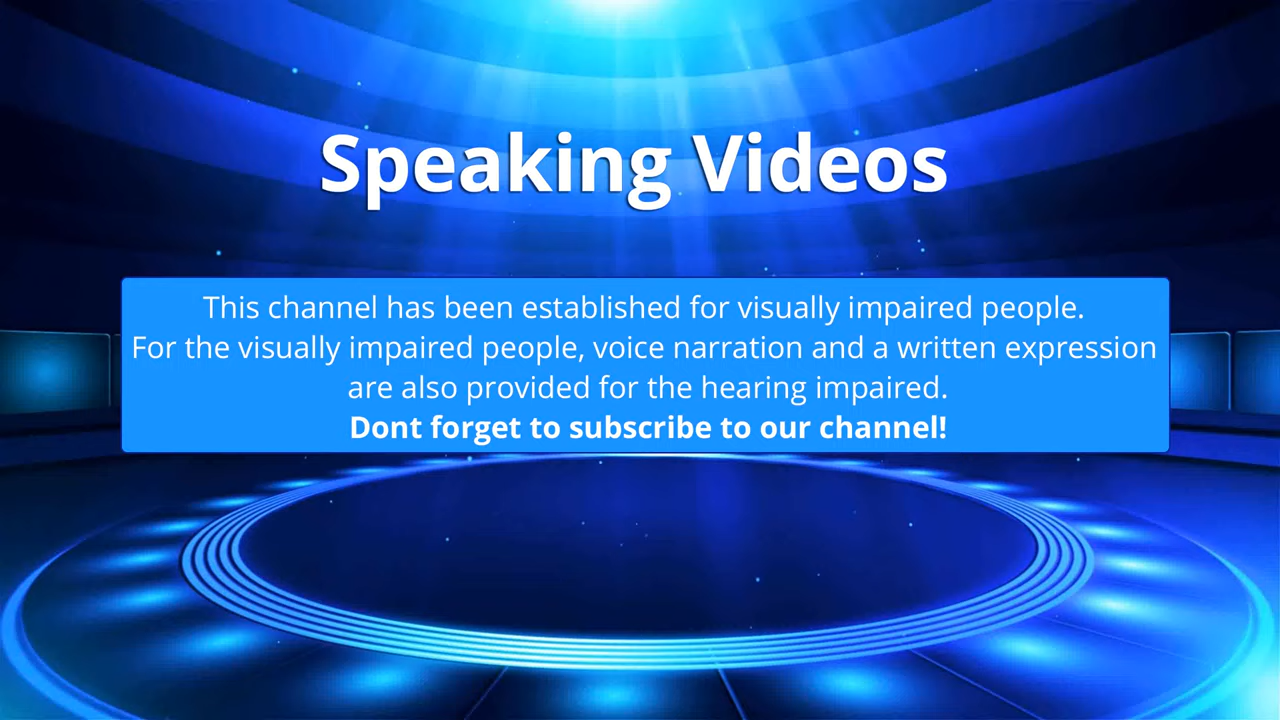 Speaking Videos
This channel has been established for visually impaired people.
For the visually impaired people, voice narration and a written expression
are also provided for the hearing impaired.
Dont forget to subscribe to our channel!